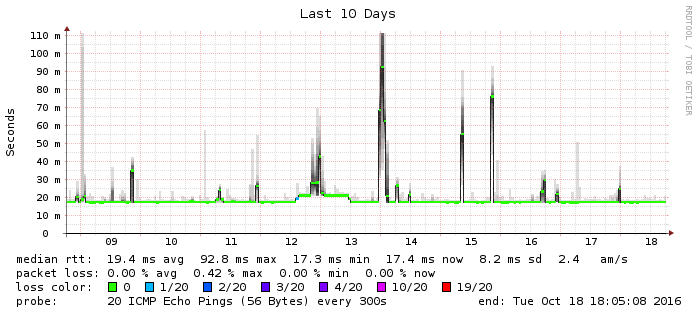 Last 10 Days
RRDTOOL / TOBI OETIKER
Seconds
110 m
100 m
90 m
80 m
70 m
60 m
50 m
40 m
30 m
20 m
10 m
0
09 10 11 12 13 14 15 16 17 18
median rtt: 19.4 ms avg 92.8 ms max 17.3 ms min 17.4 ms now 8.2 ms sd 2.4 am/s
packet loss: 0.00 % avg 0.42 % max 0.00 % min 0.00 % now
loss color: 0 1/20 2/20 3/20 4/20 10/20 19/20
probe: 20 ICMP Echo Pings (56 Bytes) every 300s end: Tue Oct 18 18:05:08 2016